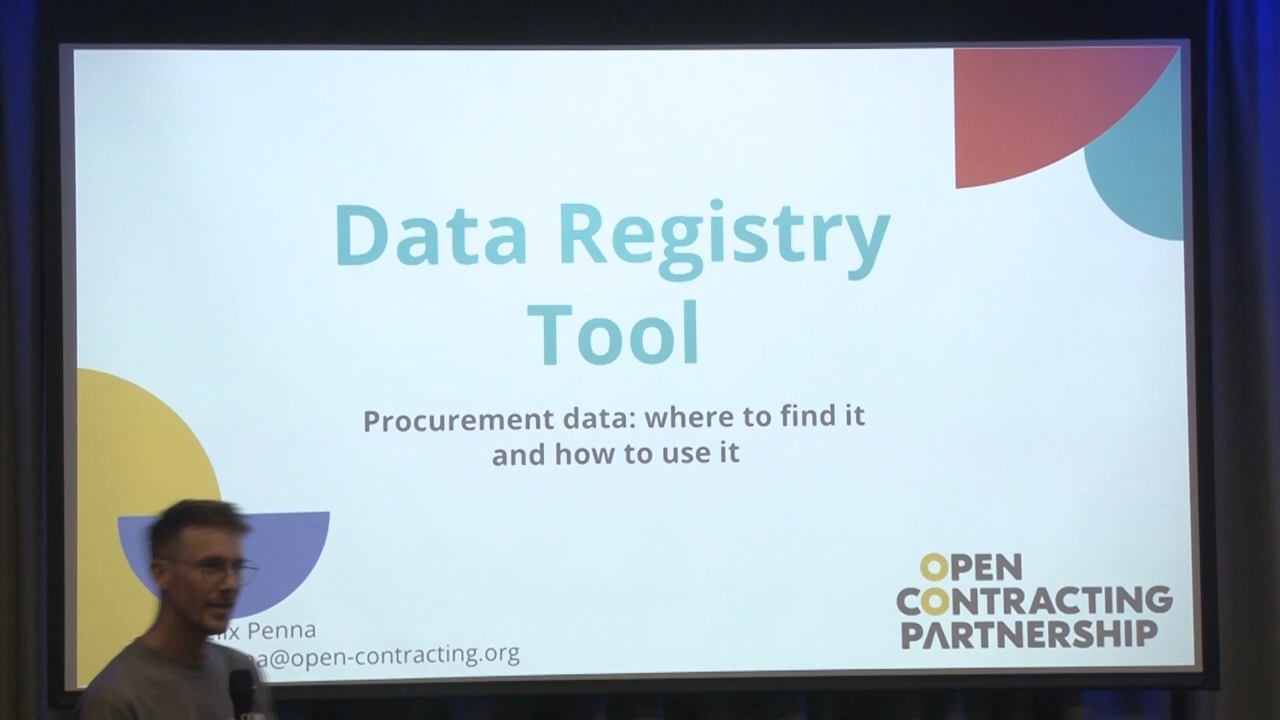 Data Registry
Tool
Procurement data: where to find it
and how to use it
Penna
@open-contracting.org
OPEN
CONTRACTING
PARTNERSHIP